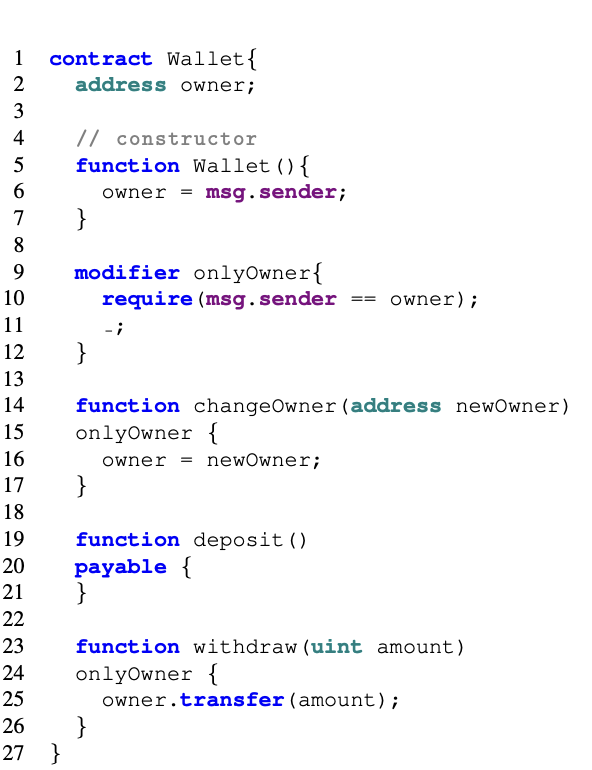 1 contract Wallet{
2 address owner;
3
4 // constructor
5 function Wallet(){
6 owner = msg.sender;
7 }
8
9 modifier onlyOwner{
10 require(msg.sender == owner);
11 _;
12 }
13
14 function changeOwner(address newOwner)
15 onlyOwner {
16 owner = newOwner;
17 }
18
19 function deposit()
20 payable {
21 }
22
23 function withdraw(uint amount)
24 onlyOwner {
25 owner.transfer(amount);
26 }
27 }